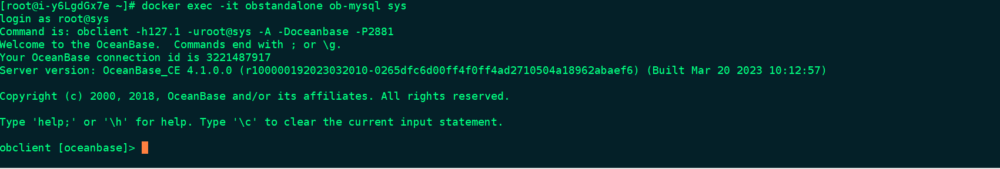 [root@i-y6LgdGx7e ~]# docker exec -it obstandalone ob-mysql sys
login as root@sys
Command is: obclient -h127.1 -uroot@sys -A -Doceanbase -P2881
Welcome to the OceanBase.  Commands end with ; or \g.
Your OceanBase connection id is 3221487917
Server version: OceanBase_CE 4.1.0.0 (r100000192023032010-0265dfc6d00ff4f0ff4ad2710504a18962abaef6) (Built Mar 20 2023 10:12:57)
Copyright (c) 2000, 2018, OceanBase and/or its affiliates. All rights reserved.
Type 'help;' or '\h' for help. Type '\c' to clear the current input statement.
obclient [oceanbase]>